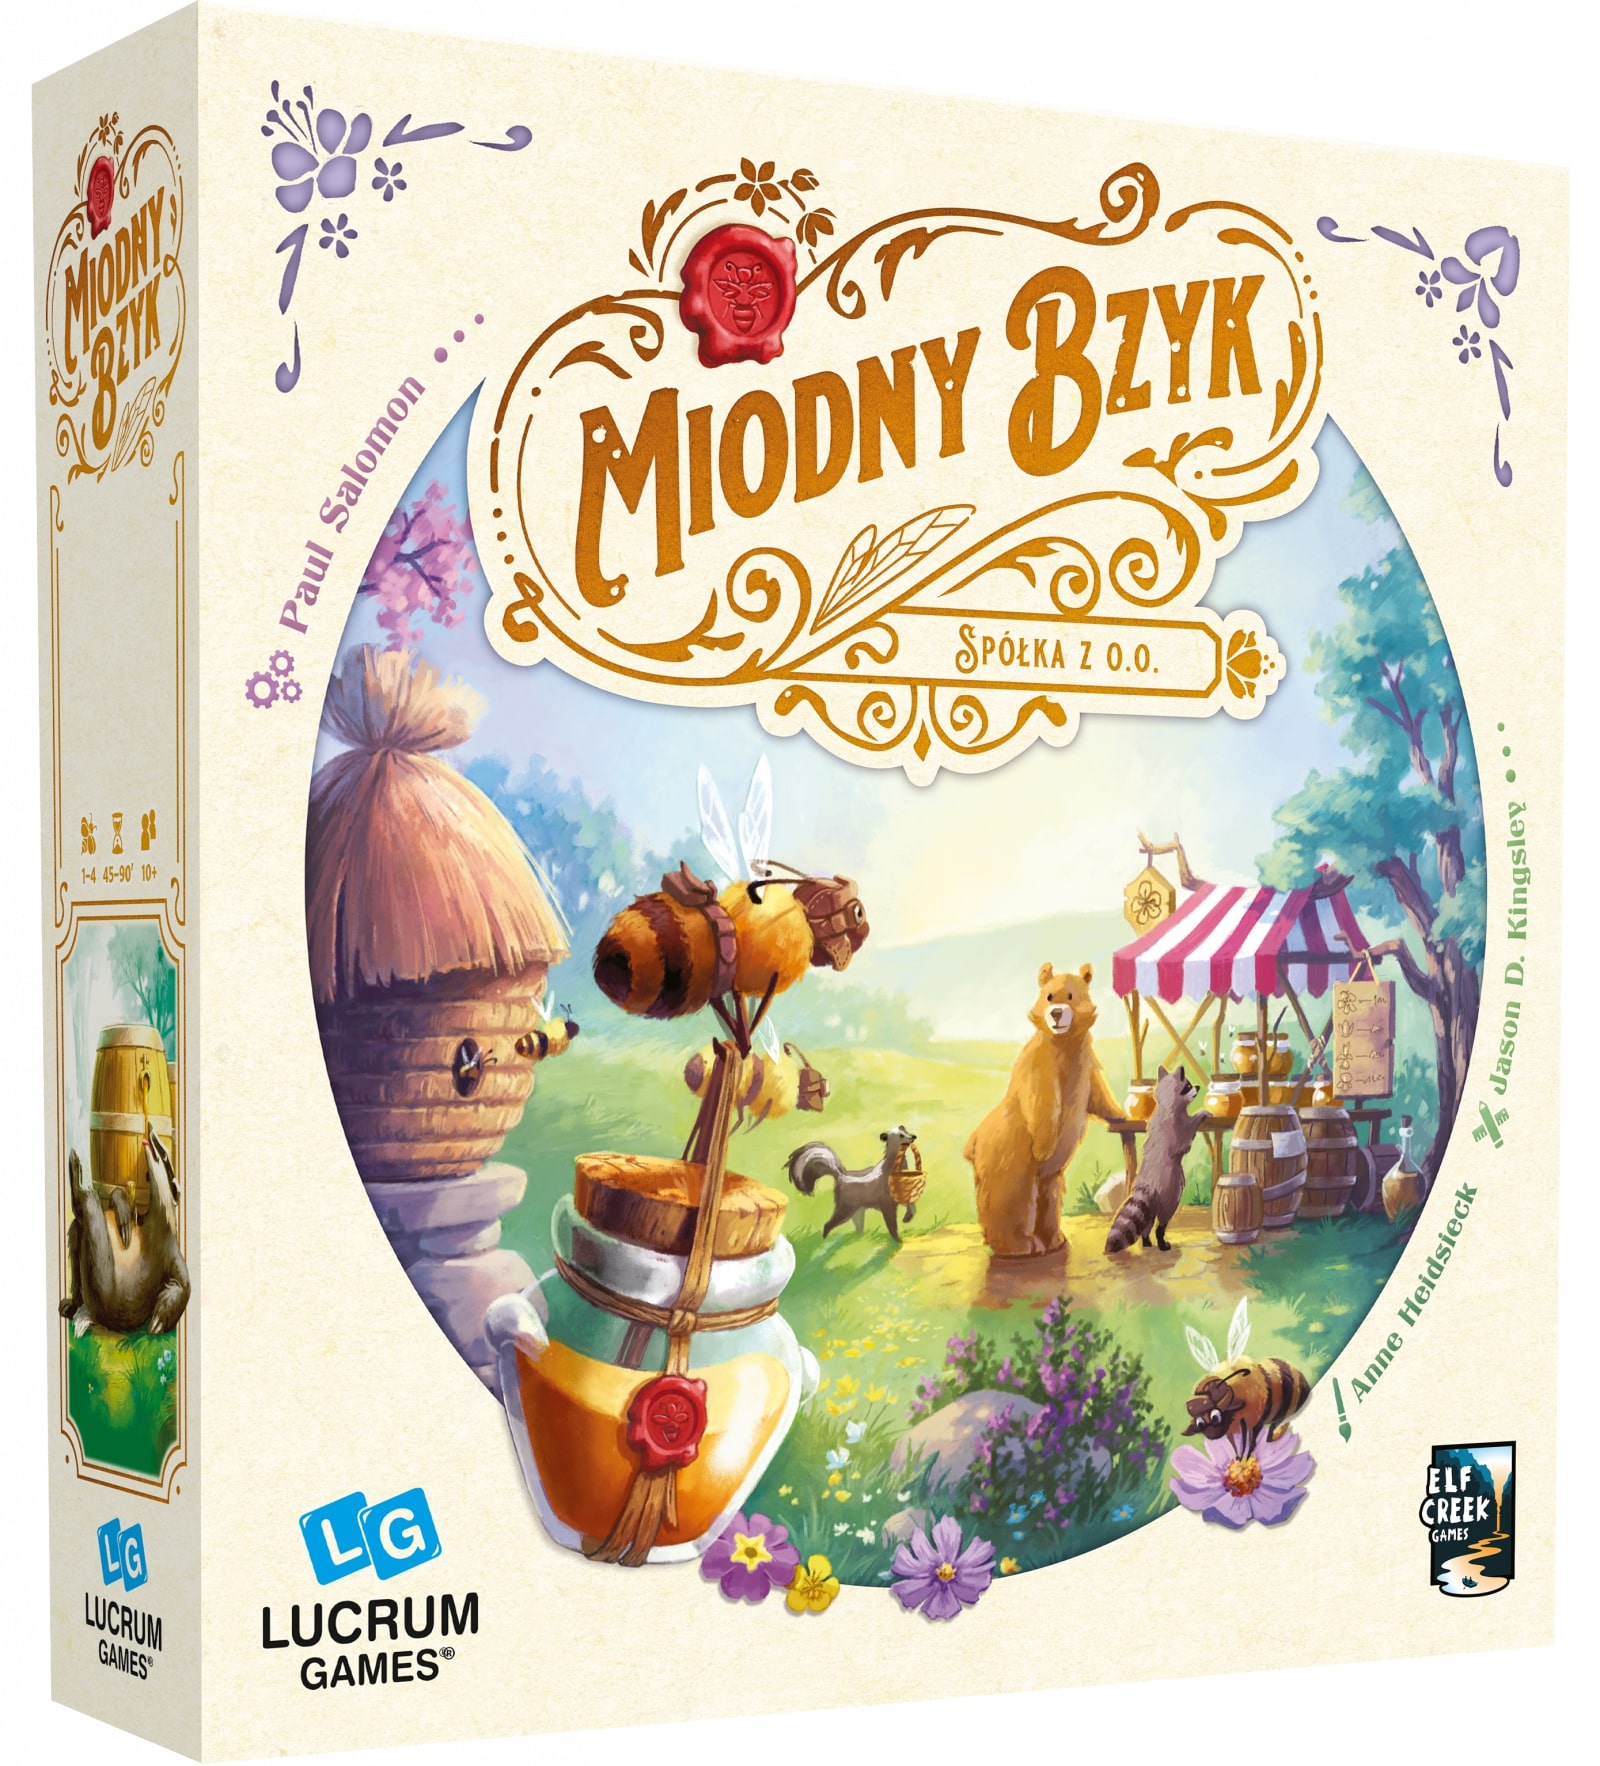 MIODNY
BZYK
1-4 45-90' 10+
LG
LUCRUM
GAMES®
Paul Salomon
MIODNY BZYK
SPÓŁKA Z O.O.
Jason D. Kingsley
Anne Heidsieck
LG
LUCRUM
GAMES®
ELF
CREEK
GAMES